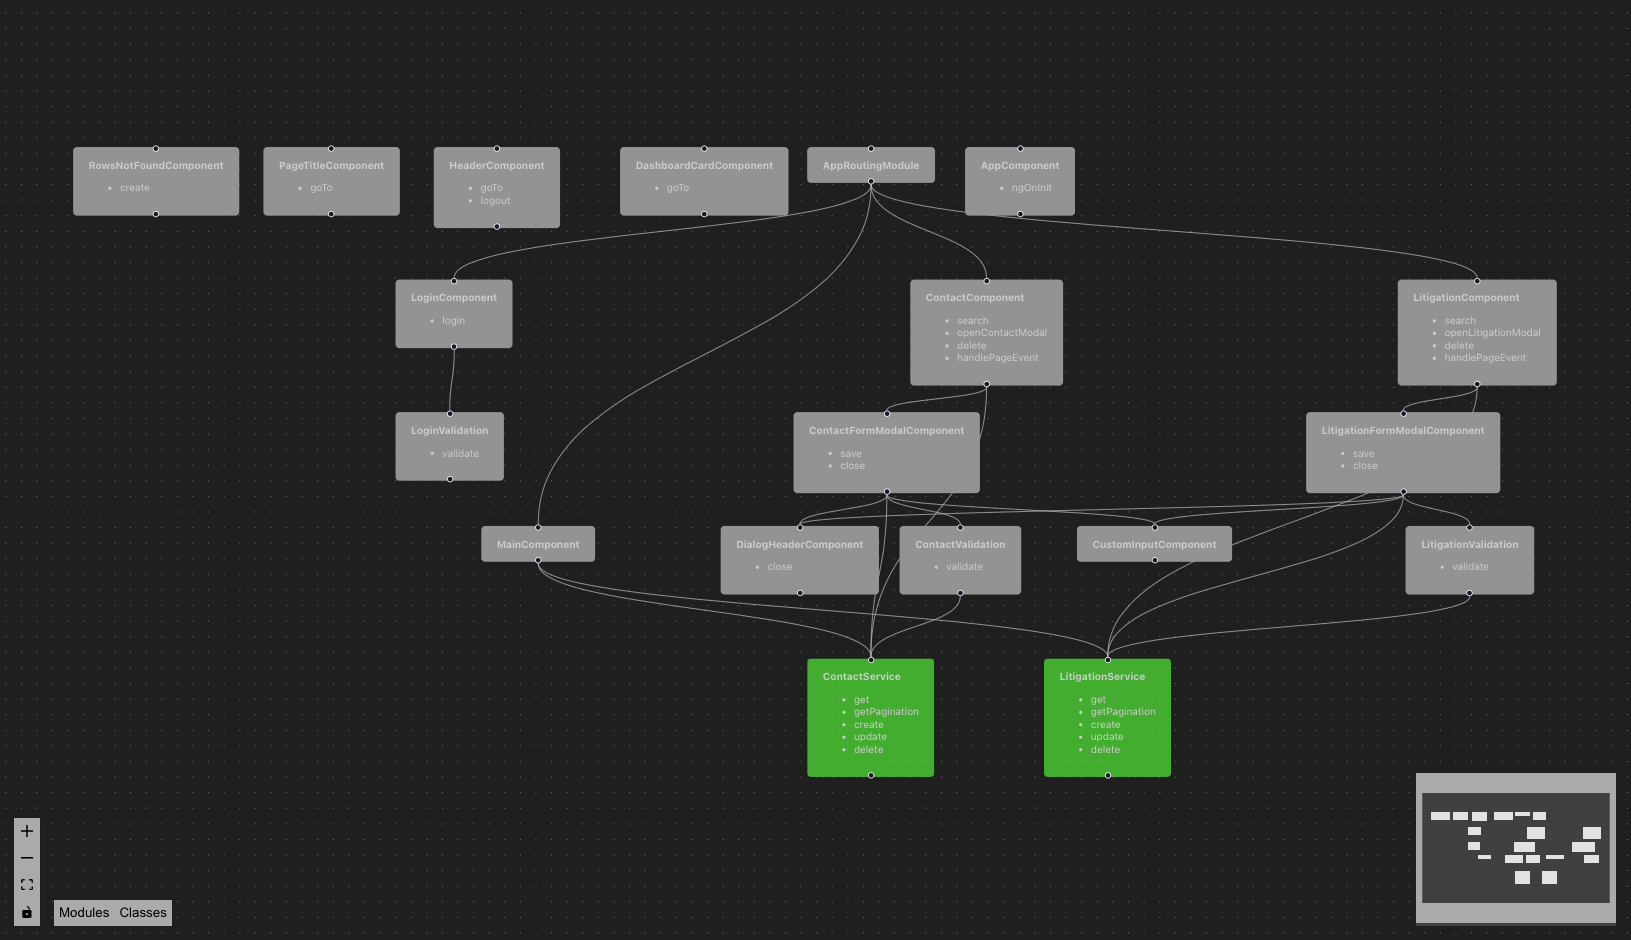 RowsNotFoundComponent
create
PageTitleComponent
goTo
HeaderComponent
goTo
logout
DashboardCardComponent
goTo
AppRoutingModule
AppComponent
ngOnInit
LoginComponent
login
ContactComponent
search
openContactModal
delete
handlePageEvent
LitigationComponent
search
openLitigationModal
delete
handlePageEvent
LoginValidation
validate
ContactFormModalComponent
save
close
LitigationFormModalComponent
save
close
MainComponent
DialogHeaderComponent
close
ContactValidation
validate
CustomInputComponent
LitigationValidation
validate
ContactService
get
getPagination
create
update
delete
LitigationService
get
getPagination
create
update
delete
Modules Classes